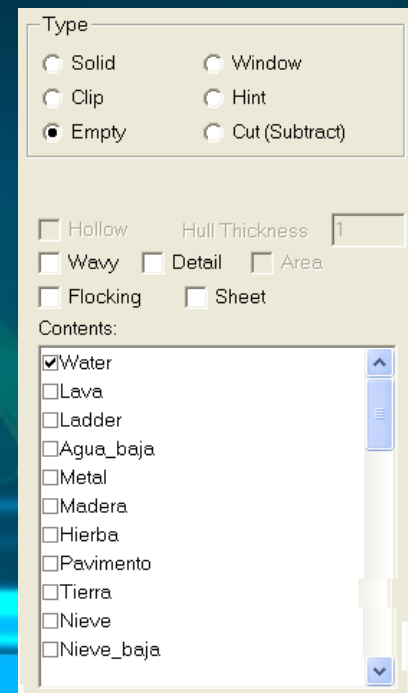 Type
Solid Window
Clip Hint
Empty Cut (Subtract)
Hollow Hull Thickness 1
Wavy Detail Area
Flocking Sheet
Contents:
Water
Lava
Ladder
Agua_baja
Metal
Madera
Hierba
Pavimento
Tierra
Nieve
Nieve_baja